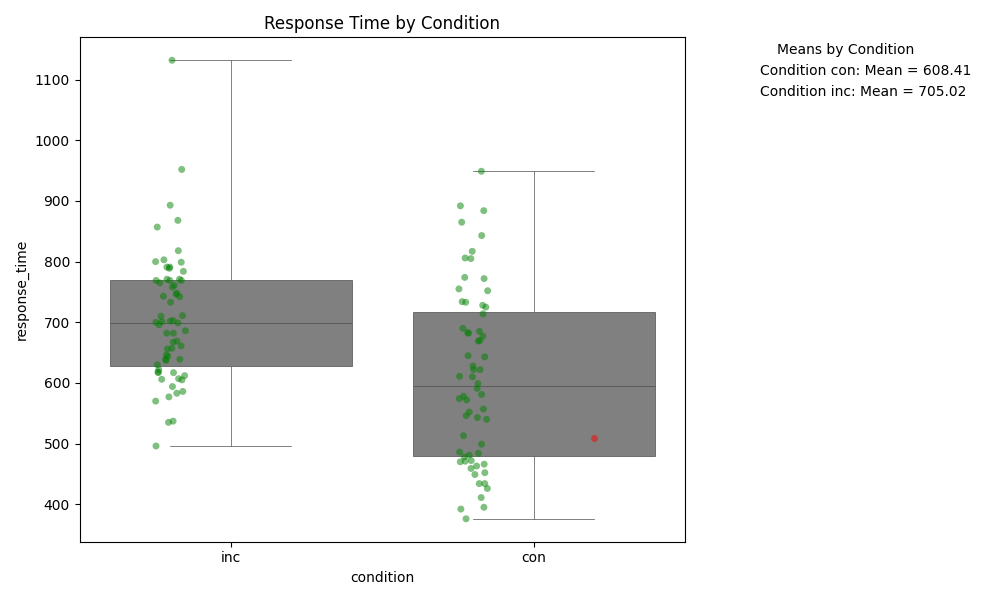 Response Time by Condition
Means by Condition
Condition con: Mean = 608.41
Condition inc: Mean = 705.02
response_time
1100
1000
900
800
700
600
500
400
inc con
condition